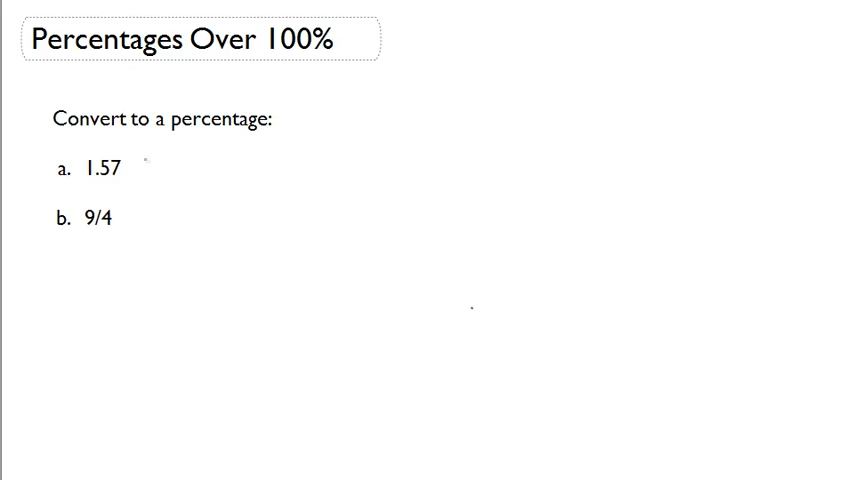 Percentages Over 100%
Convert to a percentage:
a. 1.57
b. 9/4